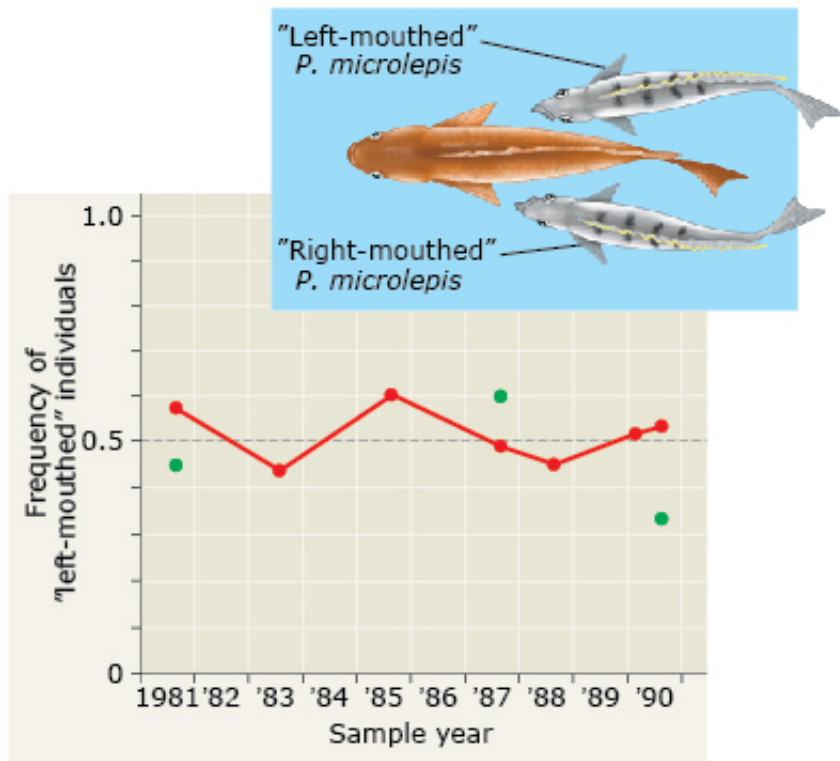 "Left-mouthed"
P. microlepis
"Right-mouthed"
P. microlepis
1.0
0.5
0
Frequency of
"left-mouthed" individuals
1981 '82 '83 '84 '85 '86 '87 '88 '89 '90
Sample year